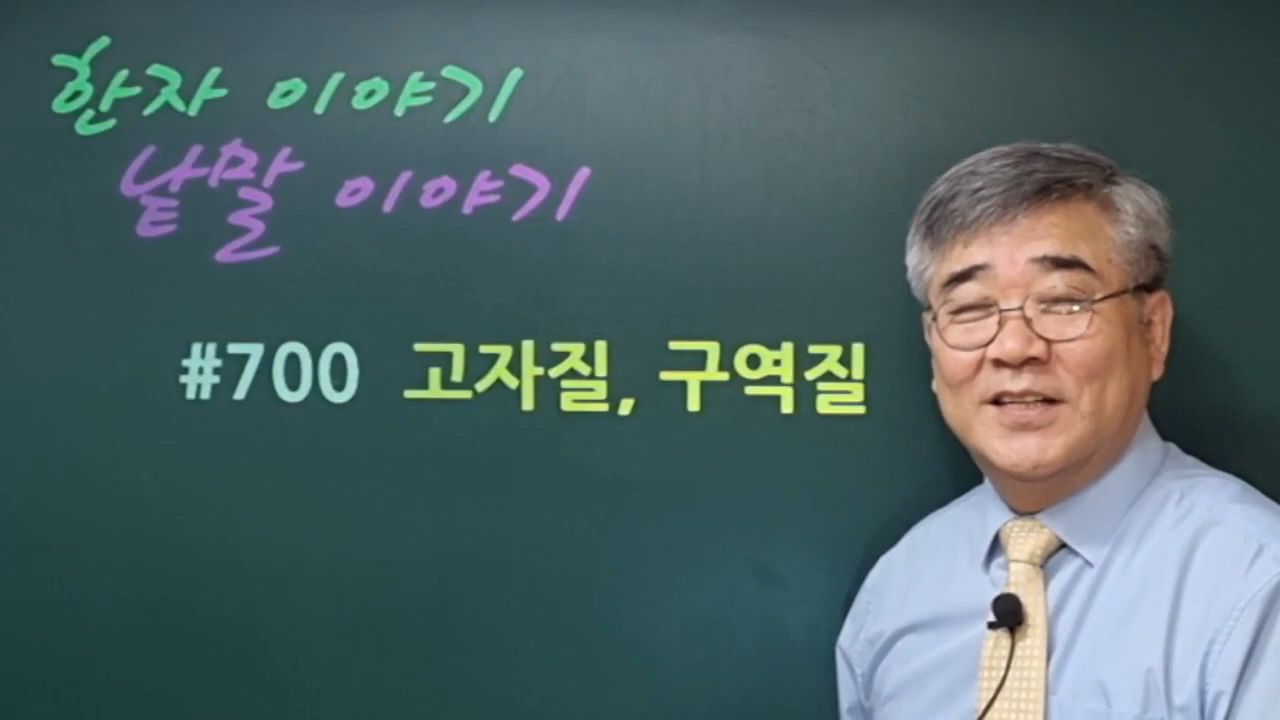 한자 이야기
낱말 이야기
#700 고자질, 구역질